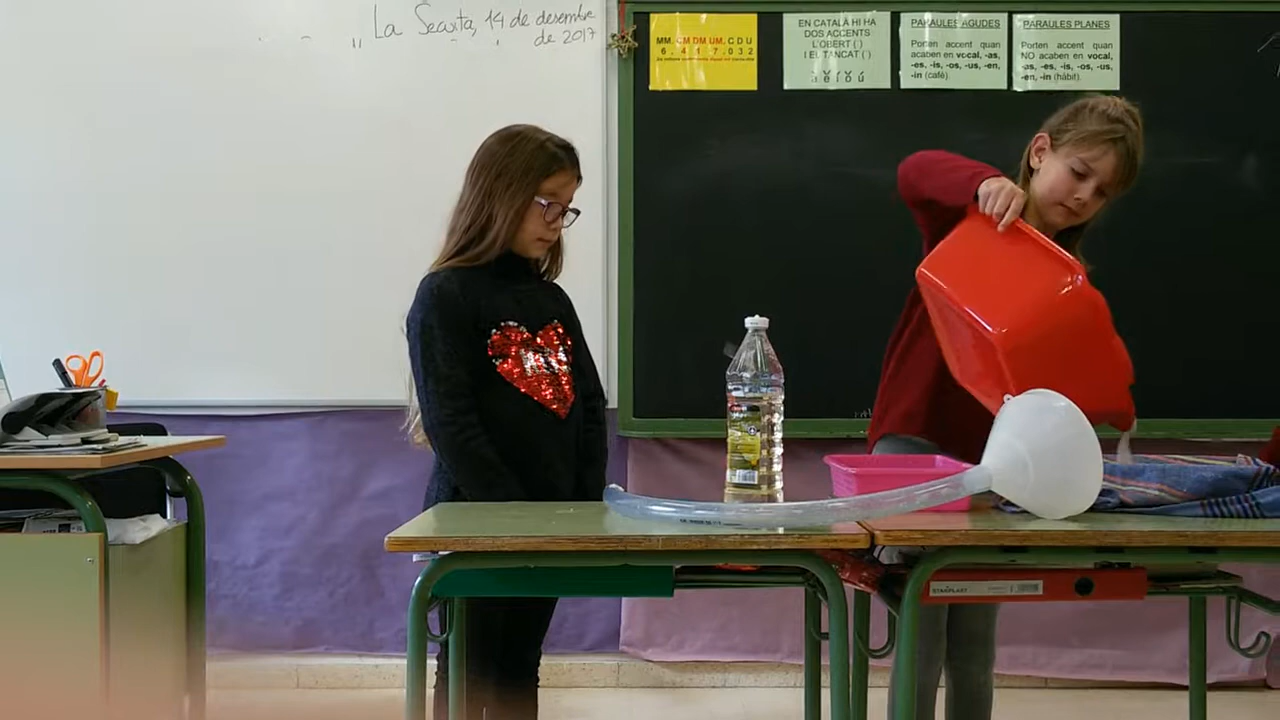 La Secuita, 14 de desembre
de 2017
MM. CM DM UM. C D U
6 . 4 1 7 . 0 3 2
EN CATALÀ HI HA
DOS ACCENTS
L'OBERT (`)
I EL TANCAT (´)
à è í ò ú
PARAULES AGUDES
Porten accent quan
acaben en vocal, -as,
-es, -is, -os, -us, -en,
-in (cafè).
PARAULES PLANES
Porten accent quan
NO acaben en vocal,
-as, -es, -is, -os, -us,
-en, -in (hàbit).